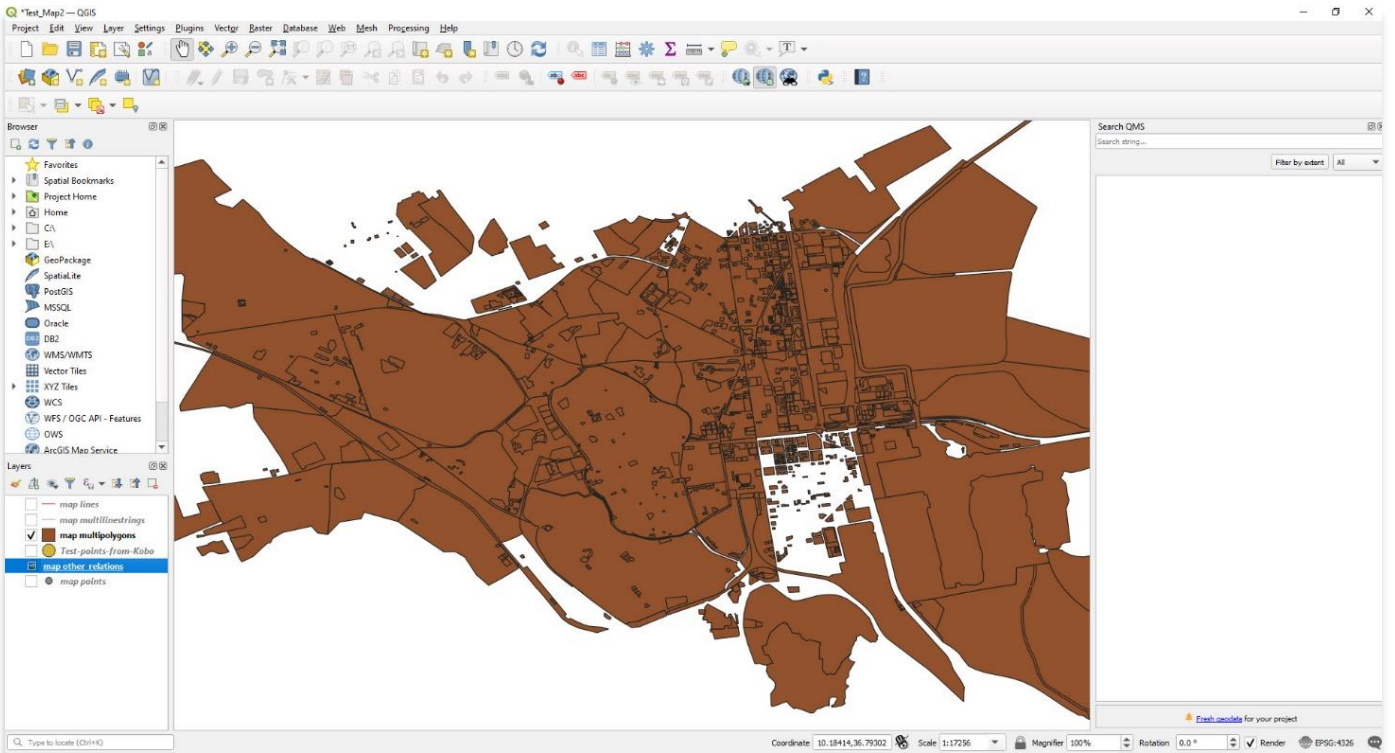 *Test_Map2 — QGIS
Project Edit View Layer Settings Plugins Vector Raster Database Web Mesh Processing Help
Browser
Favorites
Spatial Bookmarks
Project Home
Home
C:\
E:\
GeoPackage
SpatiaLite
PostGIS
MSSQL
Oracle
DB2
WMS/WMTS
Vector Tiles
XYZ Tiles
WCS
WFS / OGC API - Features
OWS
ArcGIS Map Service
Layers
map lines
map multilinestrings
map multipolygons
Test-points-from-Kobo
map other_relations
map points
Search QMS
Search string...
Filter by extent All
Fresh geodata for your project
Type to locate (Ctrl+K) Coordinate 10.18414,36.79302 Scale 1:17256 Magnifier 100% Rotation 0.0 ° Render EPSG:4326